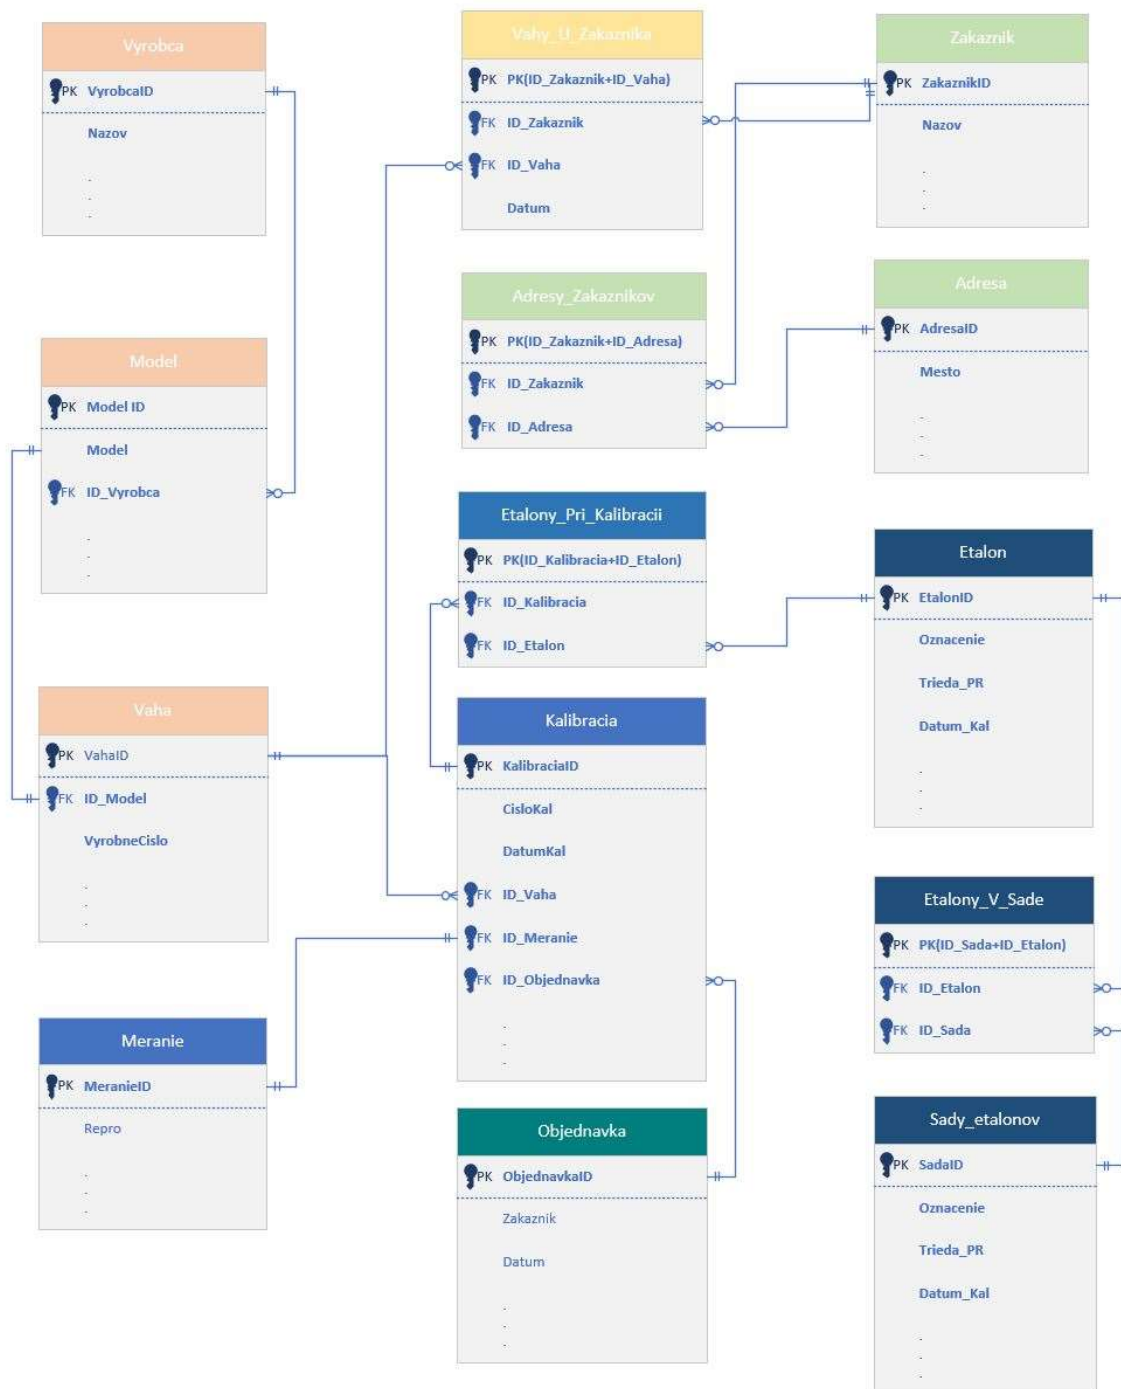 Vyrobca
PK VyrobcaID
Nazov
.
.
.
Vahy_U_Zakaznika
PK PK(ID_Zakaznik+ID_Vaha)
FK ID_Zakaznik
FK ID_Vaha
Datum
Zakaznik
PK ZakaznikID
Nazov
.
.
.
Adresy_Zakaznikov
PK PK(ID_Zakaznik+ID_Adresa)
FK ID_Zakaznik
FK ID_Adresa
Adresa
PK AdresaID
Mesto
.
.
.
Model
PK Model ID
Model
FK ID_Vyrobca
.
.
.
Etalony_Pri_Kalibracii
PK PK(ID_Kalibracia+ID_Etalon)
FK ID_Kalibracia
FK ID_Etalon
Etalon
PK EtalonID
Oznacenie
Trieda_PR
Datum_Kal
.
.
.
Vaha
PK VahaID
FK ID_Model
VyrobneCislo
.
.
.
Kalibracia
PK KalibraciaID
CisloKal
DatumKal
FK ID_Vaha
FK ID_Meranie
FK ID_Objednavka
.
.
.
Etalony_V_Sade
PK PK(ID_Sada+ID_Etalon)
FK ID_Etalon
FK ID_Sada
Meranie
PK MeranieID
Repro
.
.
.
Objednavka
PK ObjednavkaID
Zakaznik
Datum
.
.
.
Sady_etalonov
PK SadaID
Oznacenie
Trieda_PR
Datum_Kal
.
.
.